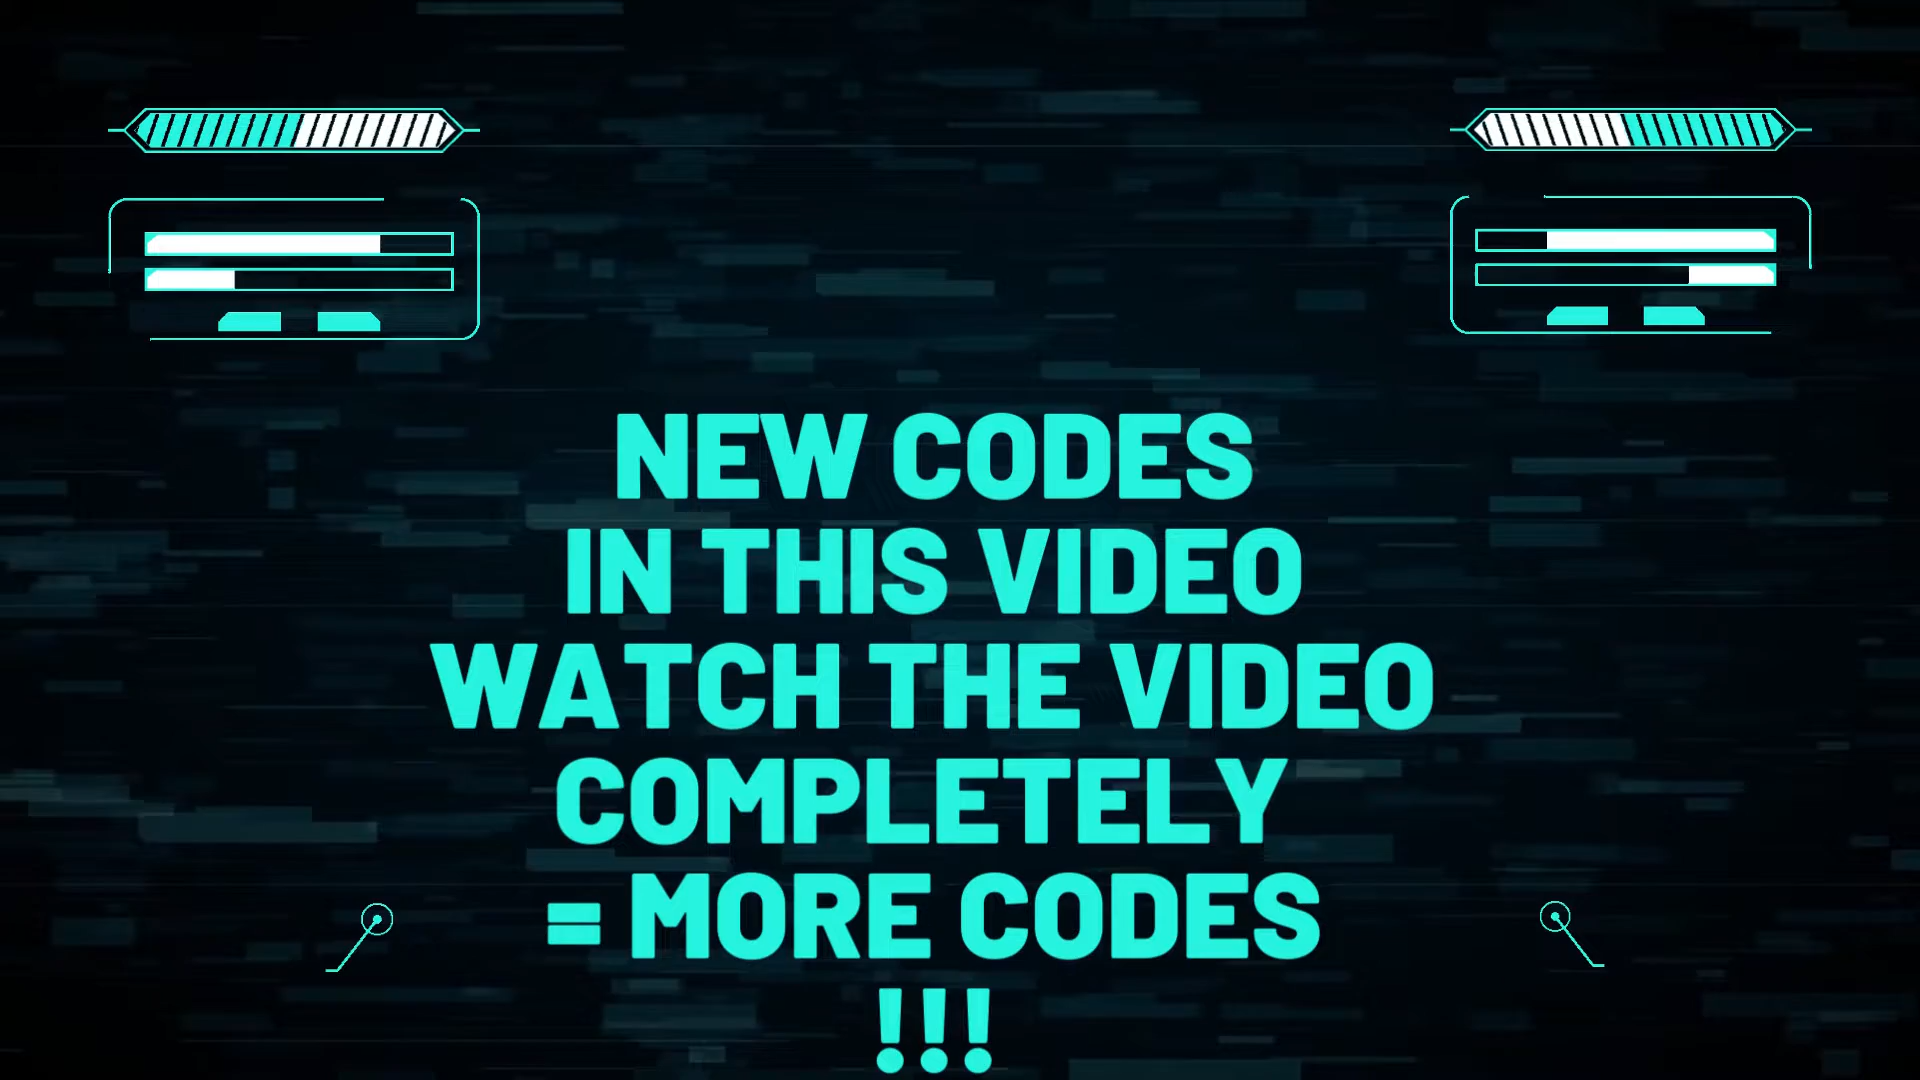 NEW CODES
IN THIS VIDEO
WATCH THE VIDEO
COMPLETELY
= MORE CODES
!!!